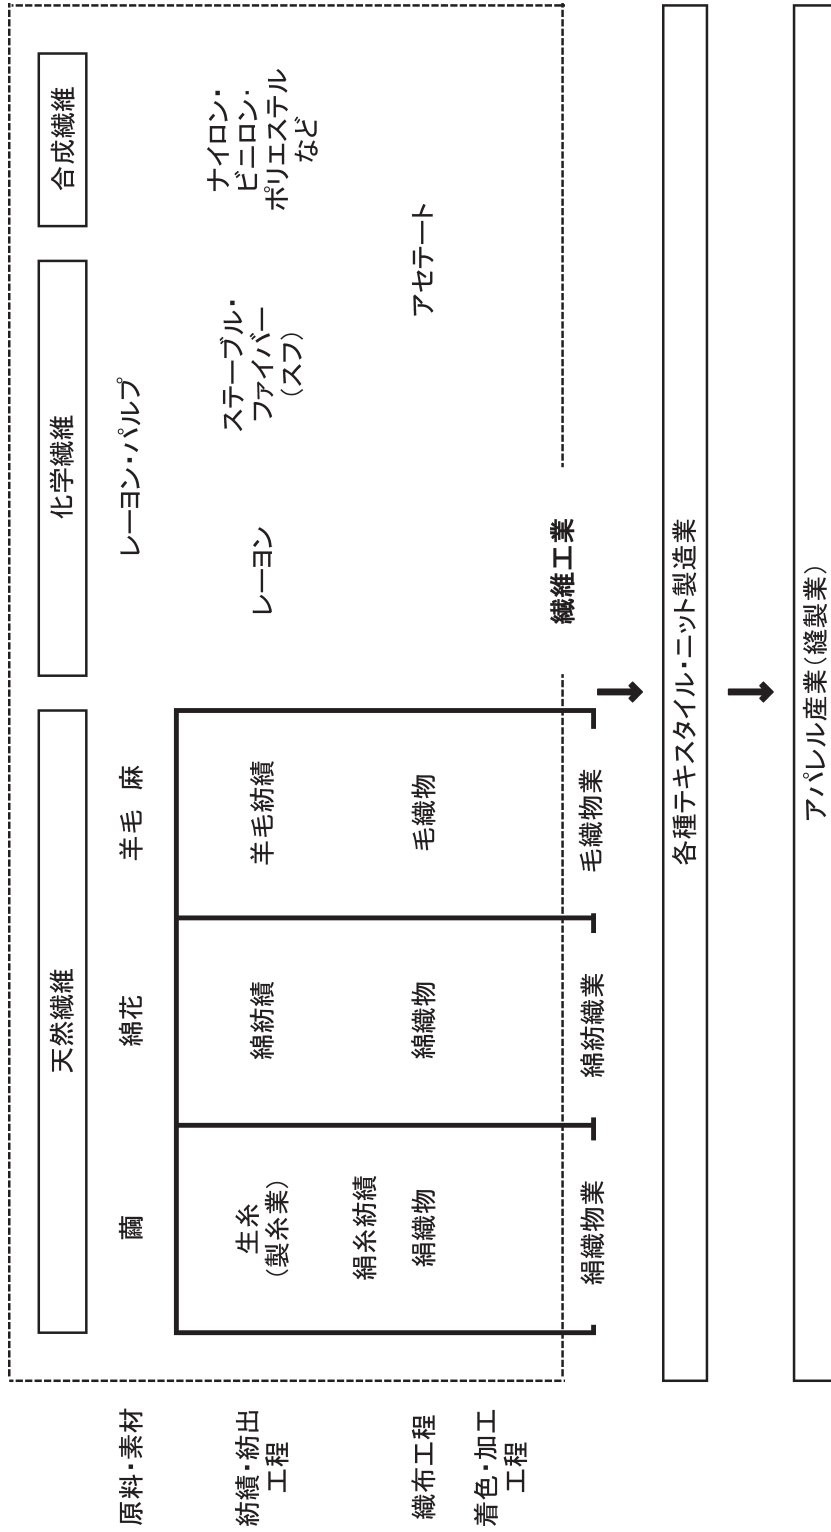 天然繊維
化学繊維
合成繊維
原料・素材
繭
綿花
羊毛 麻
レーヨン・パルプ
紡績・紡出
工程
生糸
(製糸業)
綿紡績
羊毛紡績
レーヨン
ステーブル・
ファイバー
(スフ)
ナイロン・
ビニロン・
ポリエステル
など
絹糸紡績
織布工程
絹織物
綿織物
毛織物
アセテート
着色・加工
工程
繊維工業
絹織物業
綿紡織業
毛織物業
各種テキスタイル・ニット製造業
アパレル産業(縫製業)